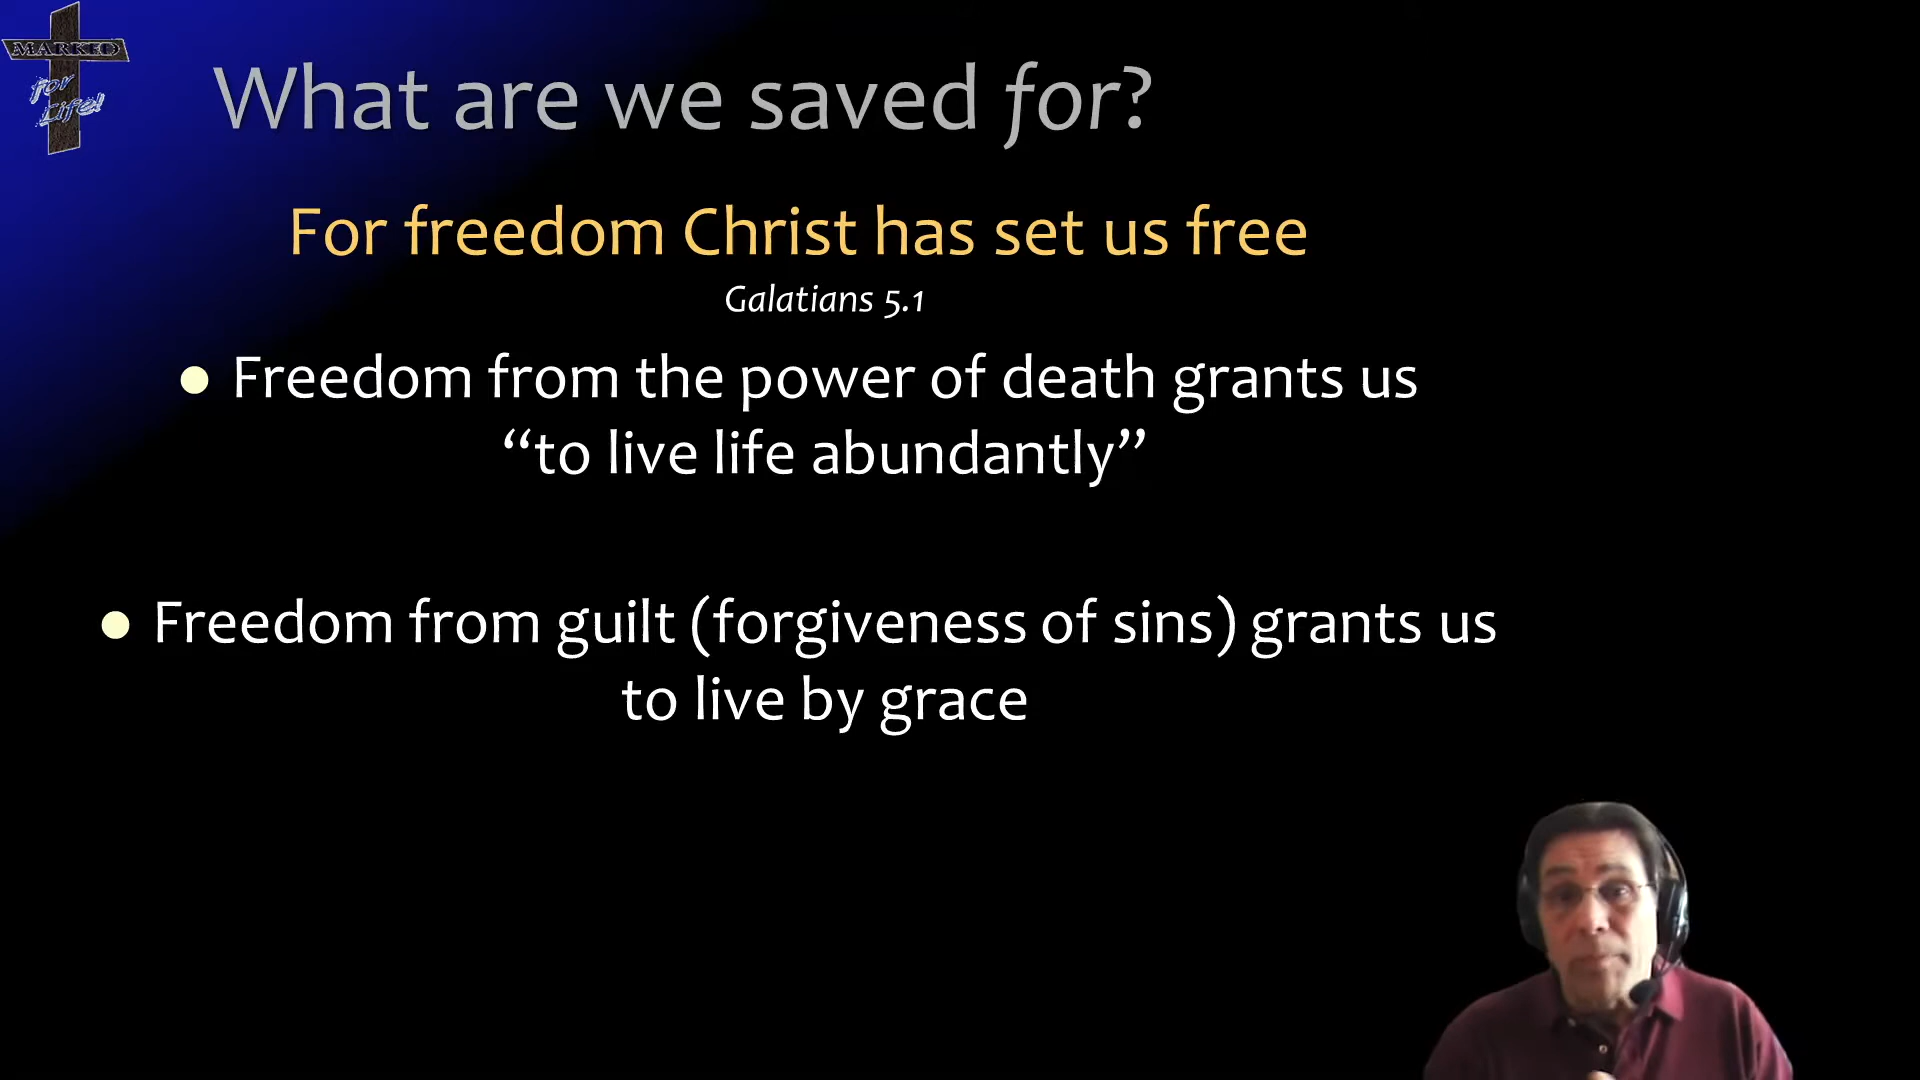 MARKED
for
Life!
What are we saved for?
For freedom Christ has set us free
Galatians 5.1
● Freedom from the power of death grants us
“to live life abundantly”
● Freedom from guilt (forgiveness of sins) grants us
to live by grace